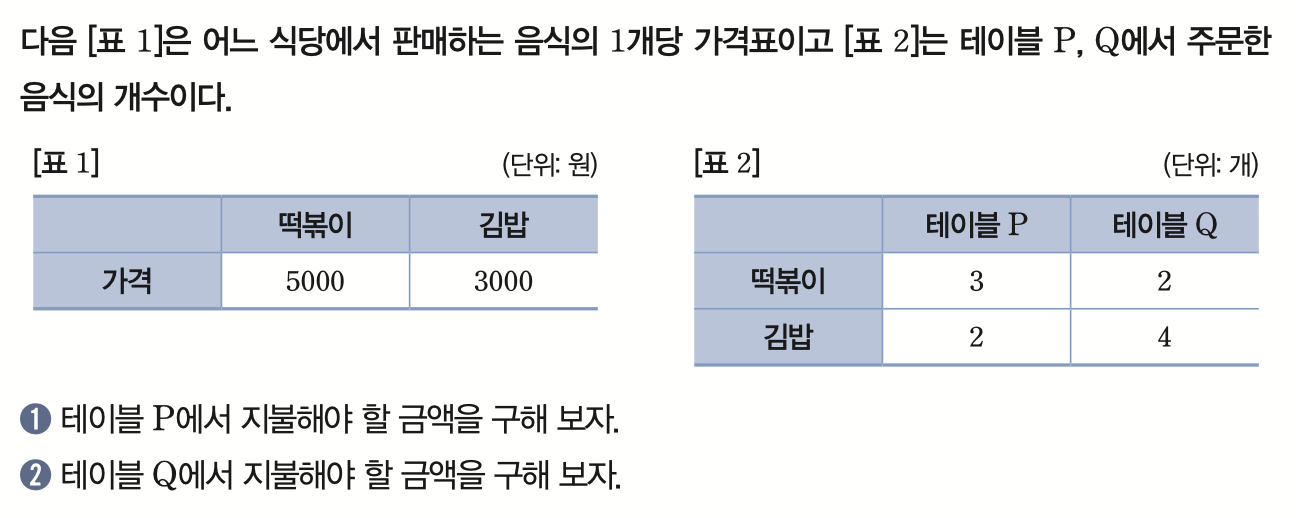 다음 [표 1]은 어느 식당에서 판매하는 음식의 1개당 가격표이고 [표 2]는 테이블 P, Q에서 주문한
음식의 개수이다.
[표 1] (단위: 원)
떡볶이 김밥
가격 5000 3000
[표 2] (단위: 개)
테이블 P 테이블 Q
떡볶이 3 2
김밥 2 4
❶ 테이블 P에서 지불해야 할 금액을 구해 보자.
❷ 테이블 Q에서 지불해야 할 금액을 구해 보자.